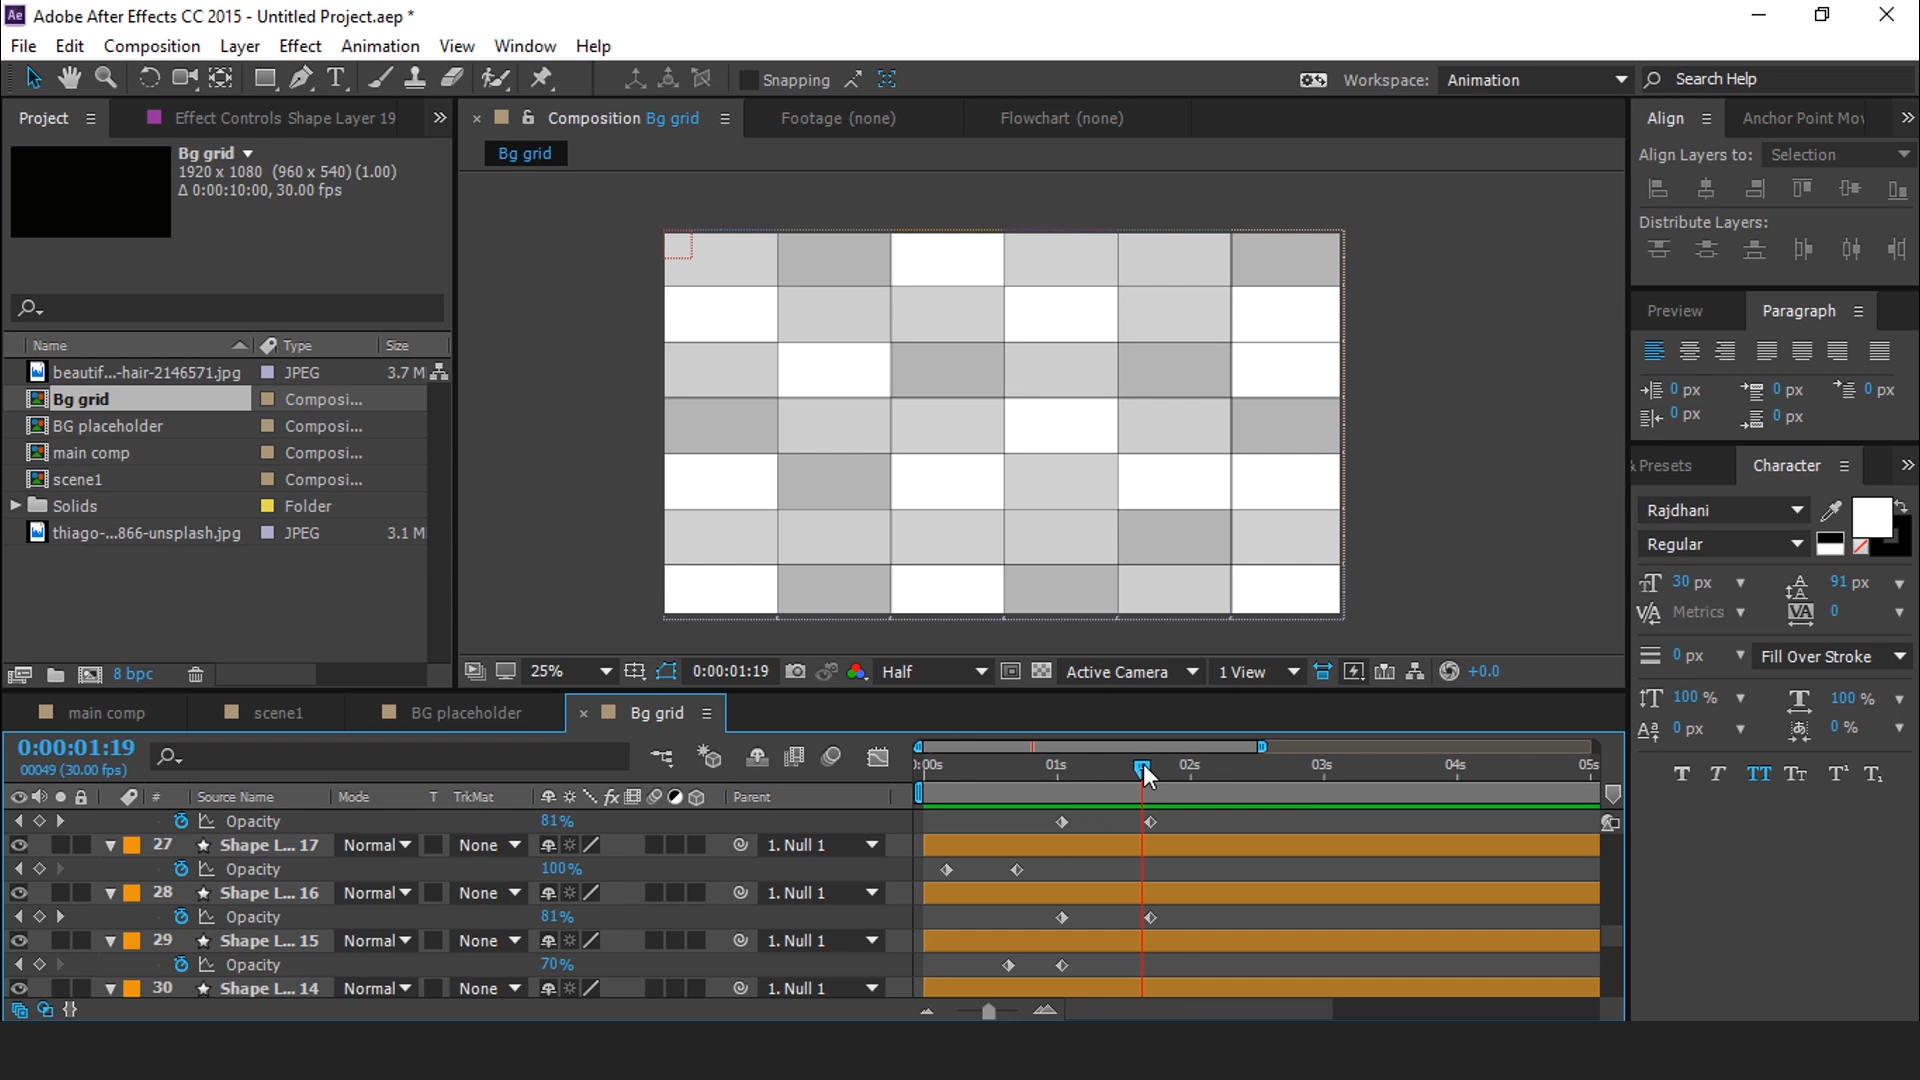 Ae Adobe After Effects CC 2015 - Untitled Project.aep *
File Edit Composition Layer Effect Animation View Window Help
Snapping Workspace: Animation Search Help
Project Effect Controls Shape Layer 19
Bg grid
1920 x 1080 (960 x 540) (1.00)
Δ 0:00:10:00, 30.00 fps
Composition Bg grid Footage (none) Flowchart (none)
Bg grid
Name Type Size
beautif...-hair-2146571.jpg JPEG 3.7 M
Bg grid Composi...
BG placeholder Composi...
main comp Composi...
scene1 Composi...
Solids Folder
thiago-...866-unsplash.jpg JPEG 3.1 M
8 bpc
25% 0:00:01:19 Half Active Camera 1 View +0.0
Align Anchor Point Mov
Align Layers to: Selection
Distribute Layers:
Preview Paragraph
0 px 0 px 0 px
0 px 0 px
& Presets Character
Rajdhani
Regular
30 px 91 px
Metrics 0
0 px Fill Over Stroke
100 % 100 %
0 px 0 %
T T TT Tr T¹ T₁
main comp scene1 BG placeholder Bg grid
0:00:01:19
00049 (30.00 fps)
):00s 01s 02s 03s 04s 05s
# Source Name Mode T TrkMat fx Parent
Opacity 81%
27 Shape L... 17 Normal None 1. Null 1
Opacity 100%
28 Shape L... 16 Normal None 1. Null 1
Opacity 81%
29 Shape L... 15 Normal None 1. Null 1
Opacity 70%
30 Shape L... 14 Normal None 1. Null 1